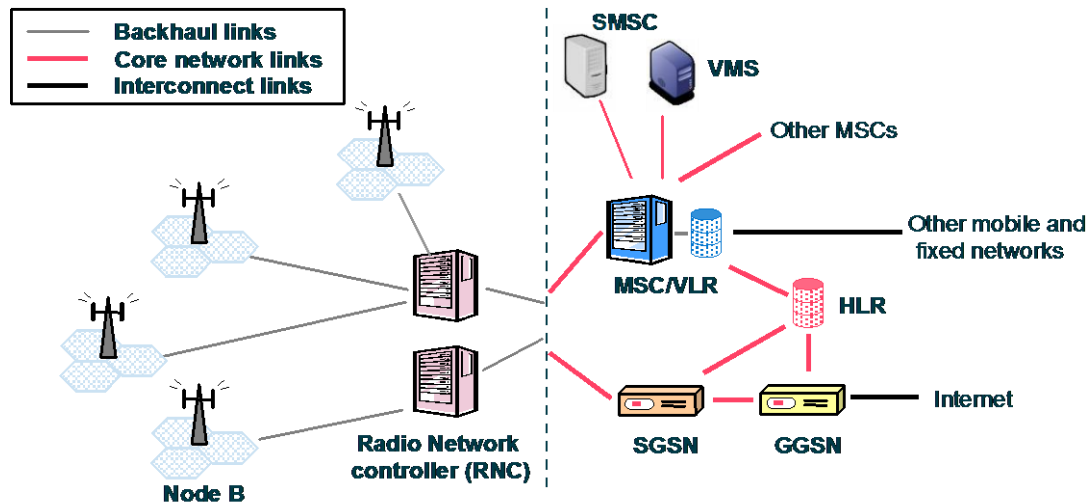 Backhaul links
Core network links
Interconnect links
SMSC
VMS
Other MSCs
Other mobile and
fixed networks
MSC/VLR
HLR
Internet
SGSN
GGSN
Radio Network
controller (RNC)
Node B